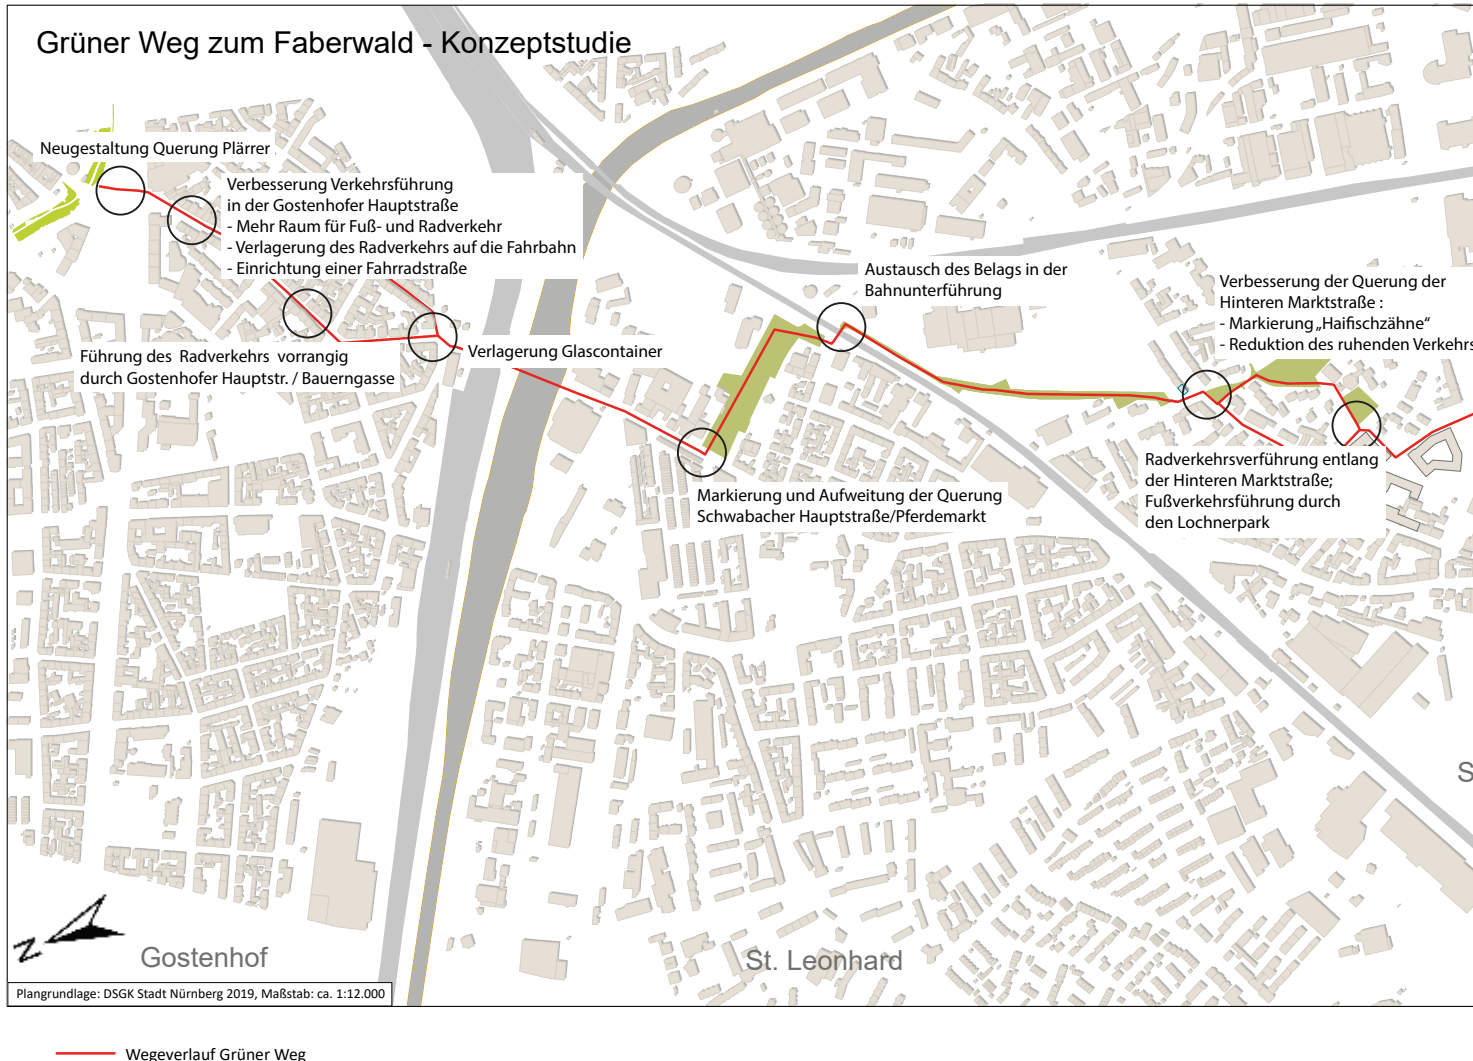 Grüner Weg zum Faberwald - Konzeptstudie
Neugestaltung Querung Plärrer
Verbesserung Verkehrsführung
in der Gostenhofer Hauptstraße
- Mehr Raum für Fuß- und Radverkehr
- Verlagerung des Radverkehrs auf die Fahrbahn
- Einrichtung einer Fahrradstraße
Führung des Radverkehrs vorrangig
durch Gostenhofer Hauptstr. / Bauerngasse
Verlagerung Glascontainer
Austausch des Belags in der
Bahnunterführung
Verbesserung der Querung der
Hinteren Marktstraße :
- Markierung „Haifischzähne“
- Reduktion des ruhenden Verkehrs
Markierung und Aufweitung der Querung
Schwabacher Hauptstraße/Pferdemarkt
Radverkehrsverführung entlang
der Hinteren Marktstraße;
Fußverkehrsführung durch
den Lochnerpark
S
N
Gostenhof
St. Leonhard
Plangrundlage: DSGK Stadt Nürnberg 2019, Maßstab: ca. 1:12.000
Wegeverlauf Grüner Weg